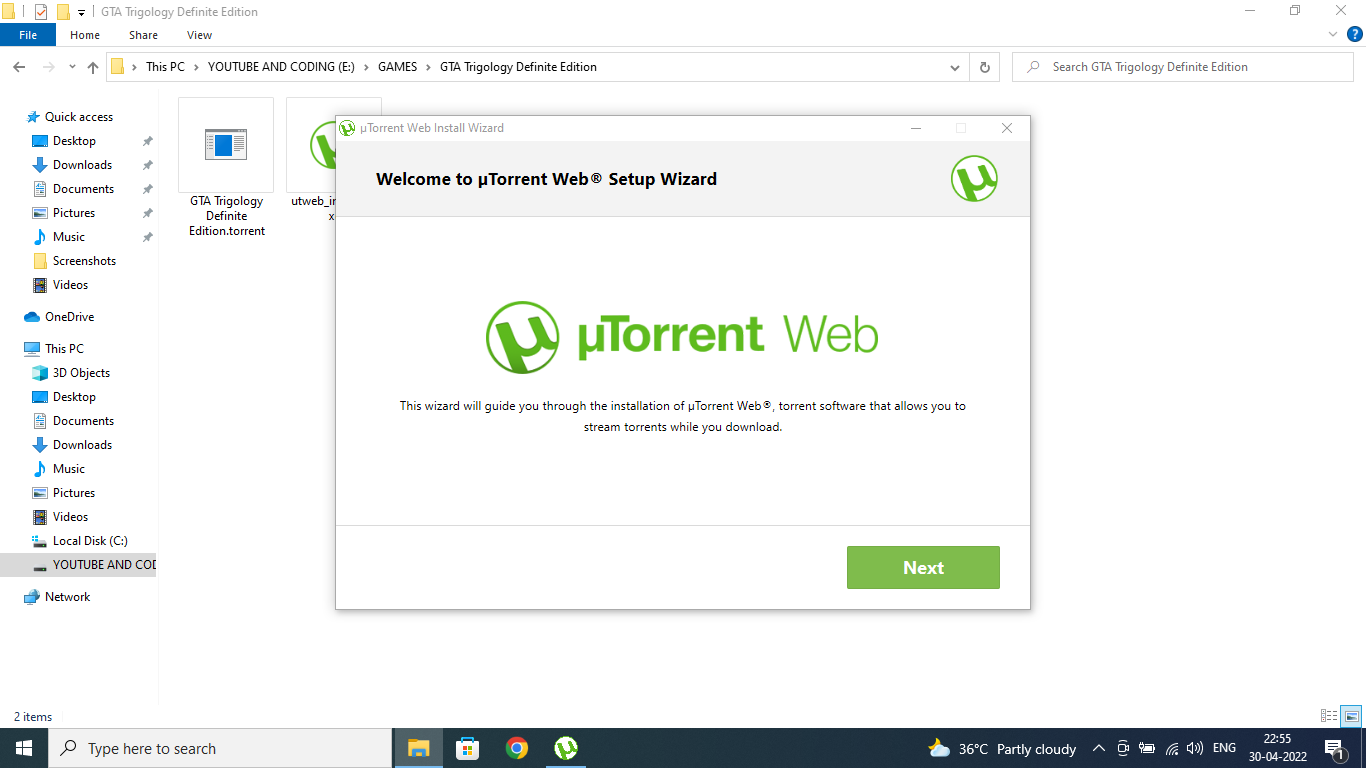 GTA Trigology Definite Edition
File Home Share View
This PC YOUTUBE AND CODING (E:) GAMES GTA Trigology Definite Edition
Search GTA Trigology Definite Edition
Quick access
Desktop
Downloads
Documents
Pictures
Music
Screenshots
Videos
OneDrive
This PC
3D Objects
Desktop
Documents
Downloads
Music
Pictures
Videos
Local Disk (C:)
YOUTUBE AND COD
Network
GTA Trigology
Definite
Edition.torrent
utweb_in
x
µTorrent Web Install Wizard
Welcome to µTorrent Web® Setup Wizard
µTorrent Web
This wizard will guide you through the installation of µTorrent Web®, torrent software that allows you to
stream torrents while you download.
Next
2 items
Type here to search
36°C Partly cloudy
ENG
22:55
30-04-2022
1